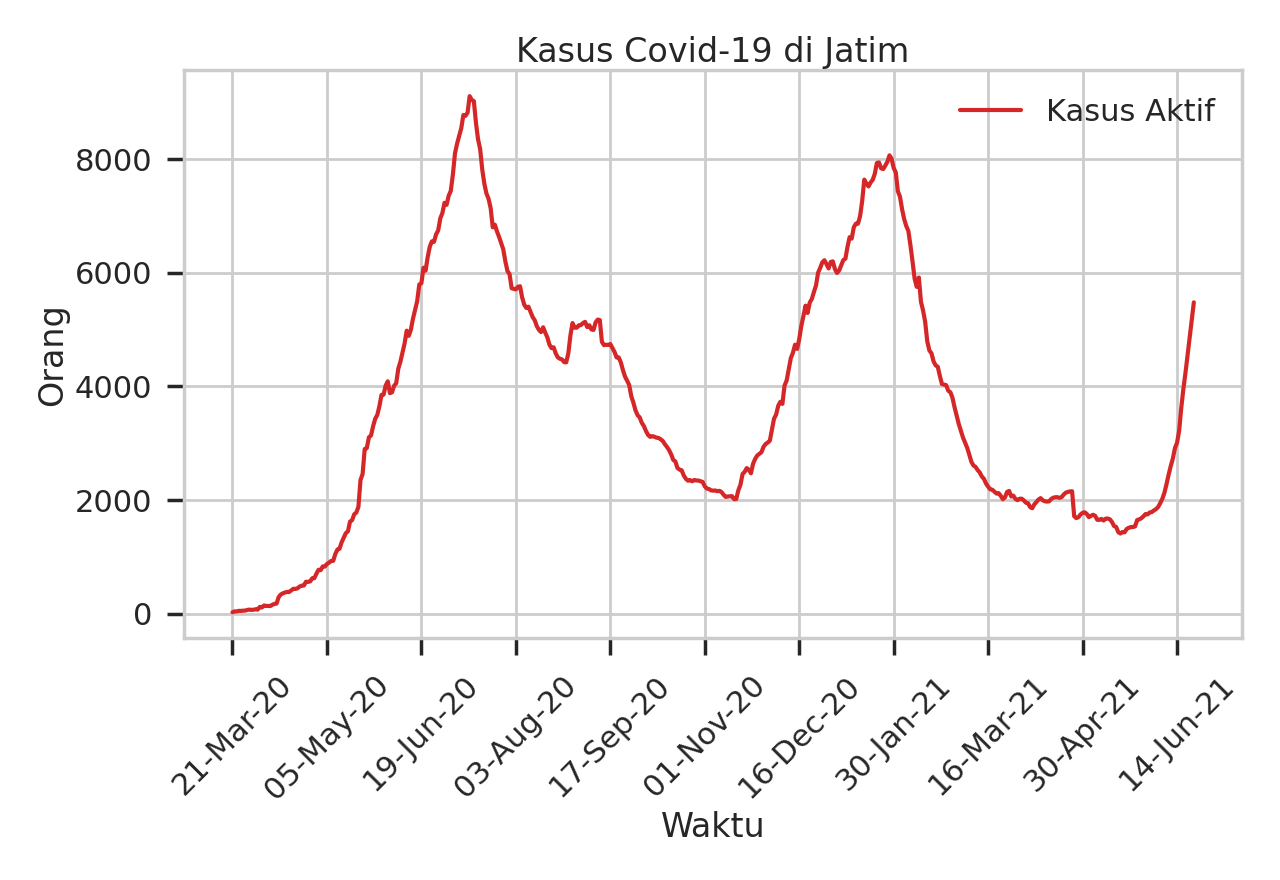 Kasus Covid-19 di Jatim
Kasus Aktif
Orang
8000
6000
4000
2000
0
21-Mar-20
05-May-20
19-Jun-20
03-Aug-20
17-Sep-20
01-Nov-20
16-Dec-20
30-Jan-21
16-Mar-21
30-Apr-21
14-Jun-21
Waktu